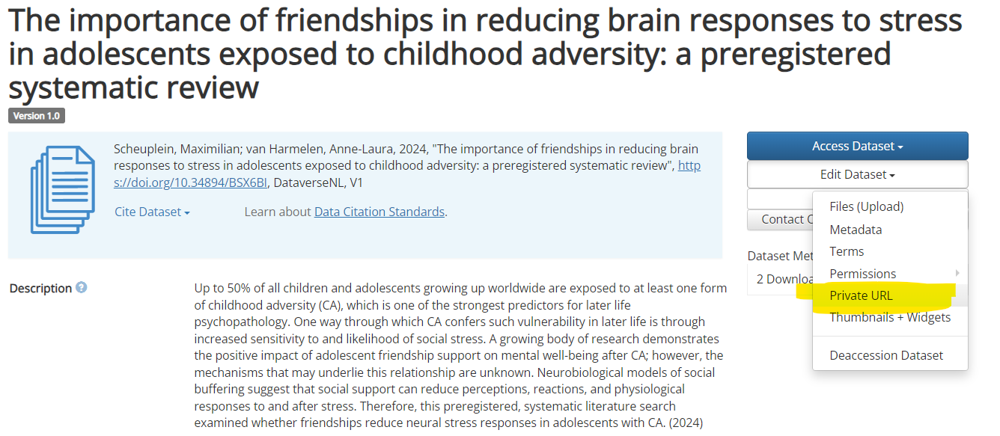 The importance of friendships in reducing brain responses to stress
in adolescents exposed to childhood adversity: a preregistered
systematic review
Version 1.0
Scheuplein, Maximilian; van Harmelen, Anne-Laura, 2024, "The importance of friendships in reducing brain
responses to stress in adolescents exposed to childhood adversity: a preregistered systematic review", http
s://doi.org/10.34894/BSX6BI, DataverseNL, V1
Cite Dataset
Learn about Data Citation Standards.
Access Dataset
Edit Dataset
Files (Upload)
Metadata
Terms
Permissions
Private URL
Thumbnails + Widgets
Deaccession Dataset
Contact
Dataset
2
Description ?
Up to 50% of all children and adolescents growing up worldwide are exposed to at least one form
of childhood adversity (CA), which is one of the strongest predictors for later life
psychopathology. One way through which CA confers such vulnerability in later life is through
increased sensitivity to and likelihood of social stress. A growing body of research demonstrates
the positive impact of adolescent friendship support on mental well-being after CA; however, the
mechanisms that may underlie this relationship are unknown. Neurobiological models of social
buffering suggest that social support can reduce perceptions, reactions, and physiological
responses to and after stress. Therefore, this preregistered, systematic literature search
examined whether friendships reduce neural stress responses in adolescents with CA. (2024)